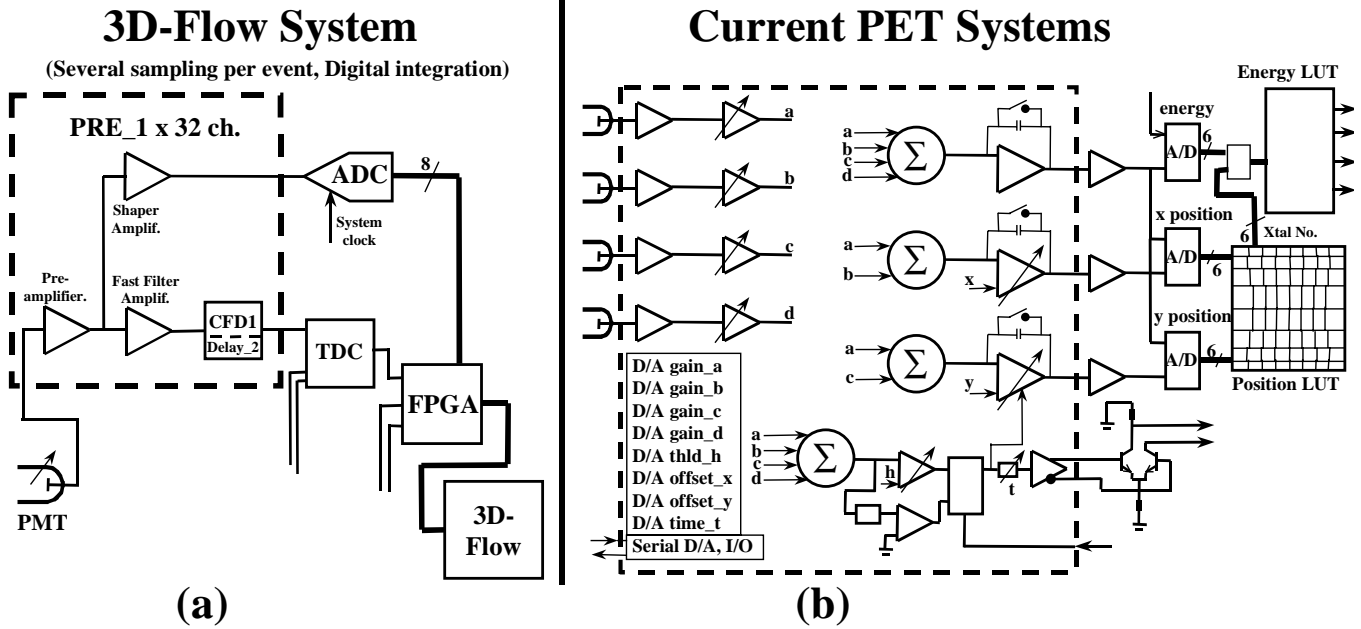 3D-Flow System
(Several sampling per event, Digital integration)
PRE_1 x 32 ch.
Shaper
Amplif.
ADC
8
System
clock
Pre-
amplifier.
Fast Filter
Amplif.
CFD1
Delay_2
TDC
FPGA
PMT
3D-
Flow
(a)
Current PET Systems
a
b
c
d
a
b
c
d
Σ
a
b
Σ
x
a
c
Σ
y
energy
A/D
6
Energy LUT
x position
A/D
6
6
Xtal No.
y position
A/D
6
Position LUT
D/A gain_a
D/A gain_b
D/A gain_c
D/A gain_d
D/A thld_h
D/A offset_x
D/A offset_y
D/A time_t
Serial D/A, I/O
a
b
c
d
Σ
h
t
(b)